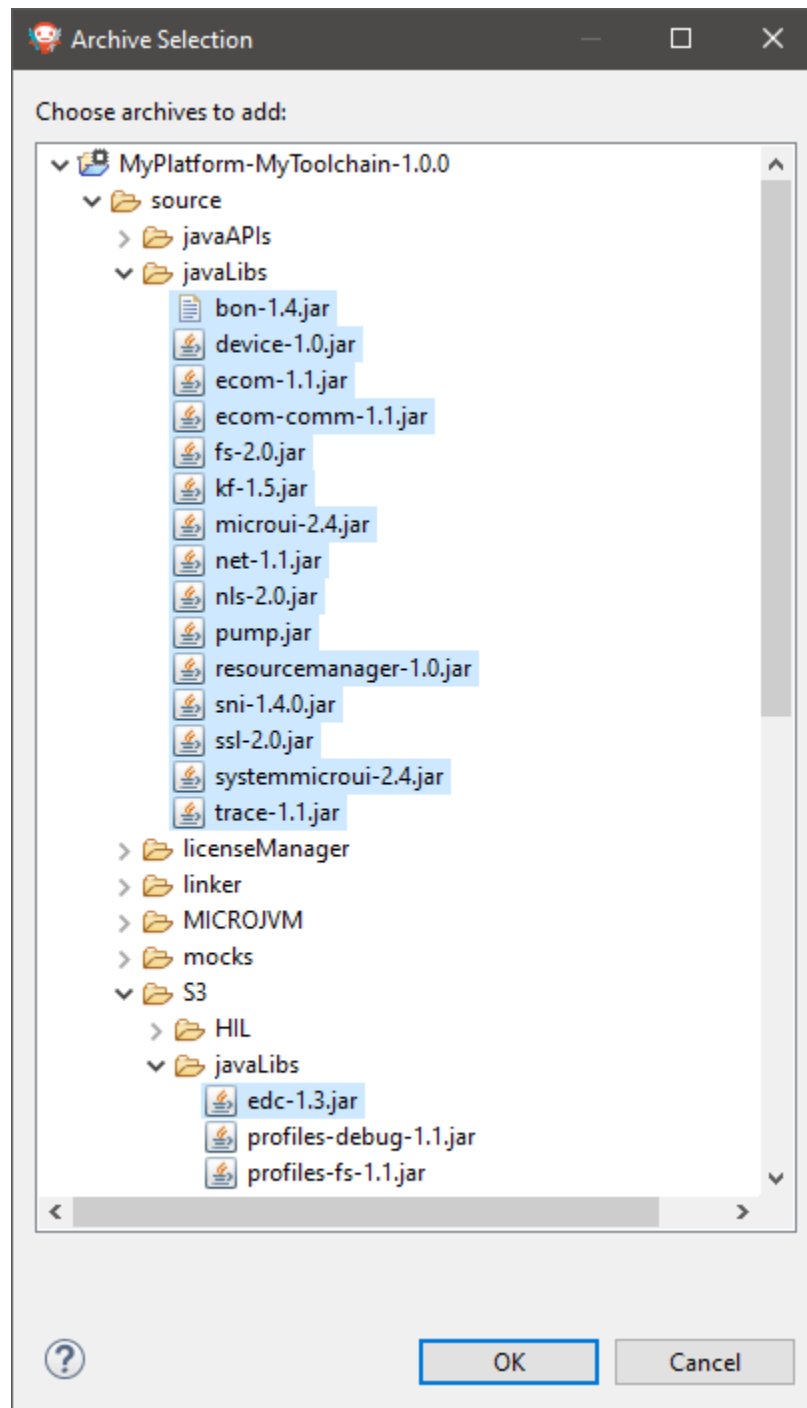 Archive Selection
Choose archives to add:
MyPlatform-MyToolchain-1.0.0
source
javaAPIs
javaLibs
bon-1.4.jar
device-1.0.jar
ecom-1.1.jar
ecom-comm-1.1.jar
fs-2.0.jar
kf-1.5.jar
microui-2.4.jar
net-1.1.jar
nls-2.0.jar
pump.jar
resourcemanager-1.0.jar
sni-1.4.0.jar
ssl-2.0.jar
systemmicroui-2.4.jar
trace-1.1.jar
licenseManager
linker
MICROJVM
mocks
S3
HIL
javaLibs
edc-1.3.jar
profiles-debug-1.1.jar
profiles-fs-1.1.jar
? OK Cancel